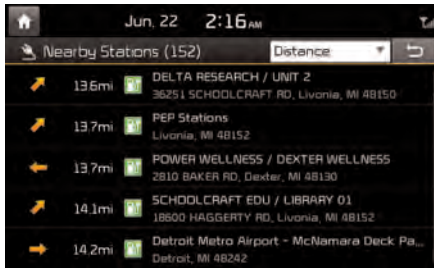 Jun. 22 2:16 AM
Nearby Stations (152) Distance
13.6mi DELTA RESEARCH / UNIT 2
36251 SCHOOLCRAFT RD, Livonia, MI 48150
13.7mi PEP Stations
Livonia, MI 48152
13.7mi POWER WELLNESS / DEXTER WELLNESS
2810 BAKER RD, Dexter, MI 48130
14.1mi SCHOOLCRAFT EDU / LIBRARY 01
18600 HAGGERTY RD, Livonia, MI 48152
14.2mi Detroit Metro Airport - McNamara Deck Pa...
Detroit, MI 48242